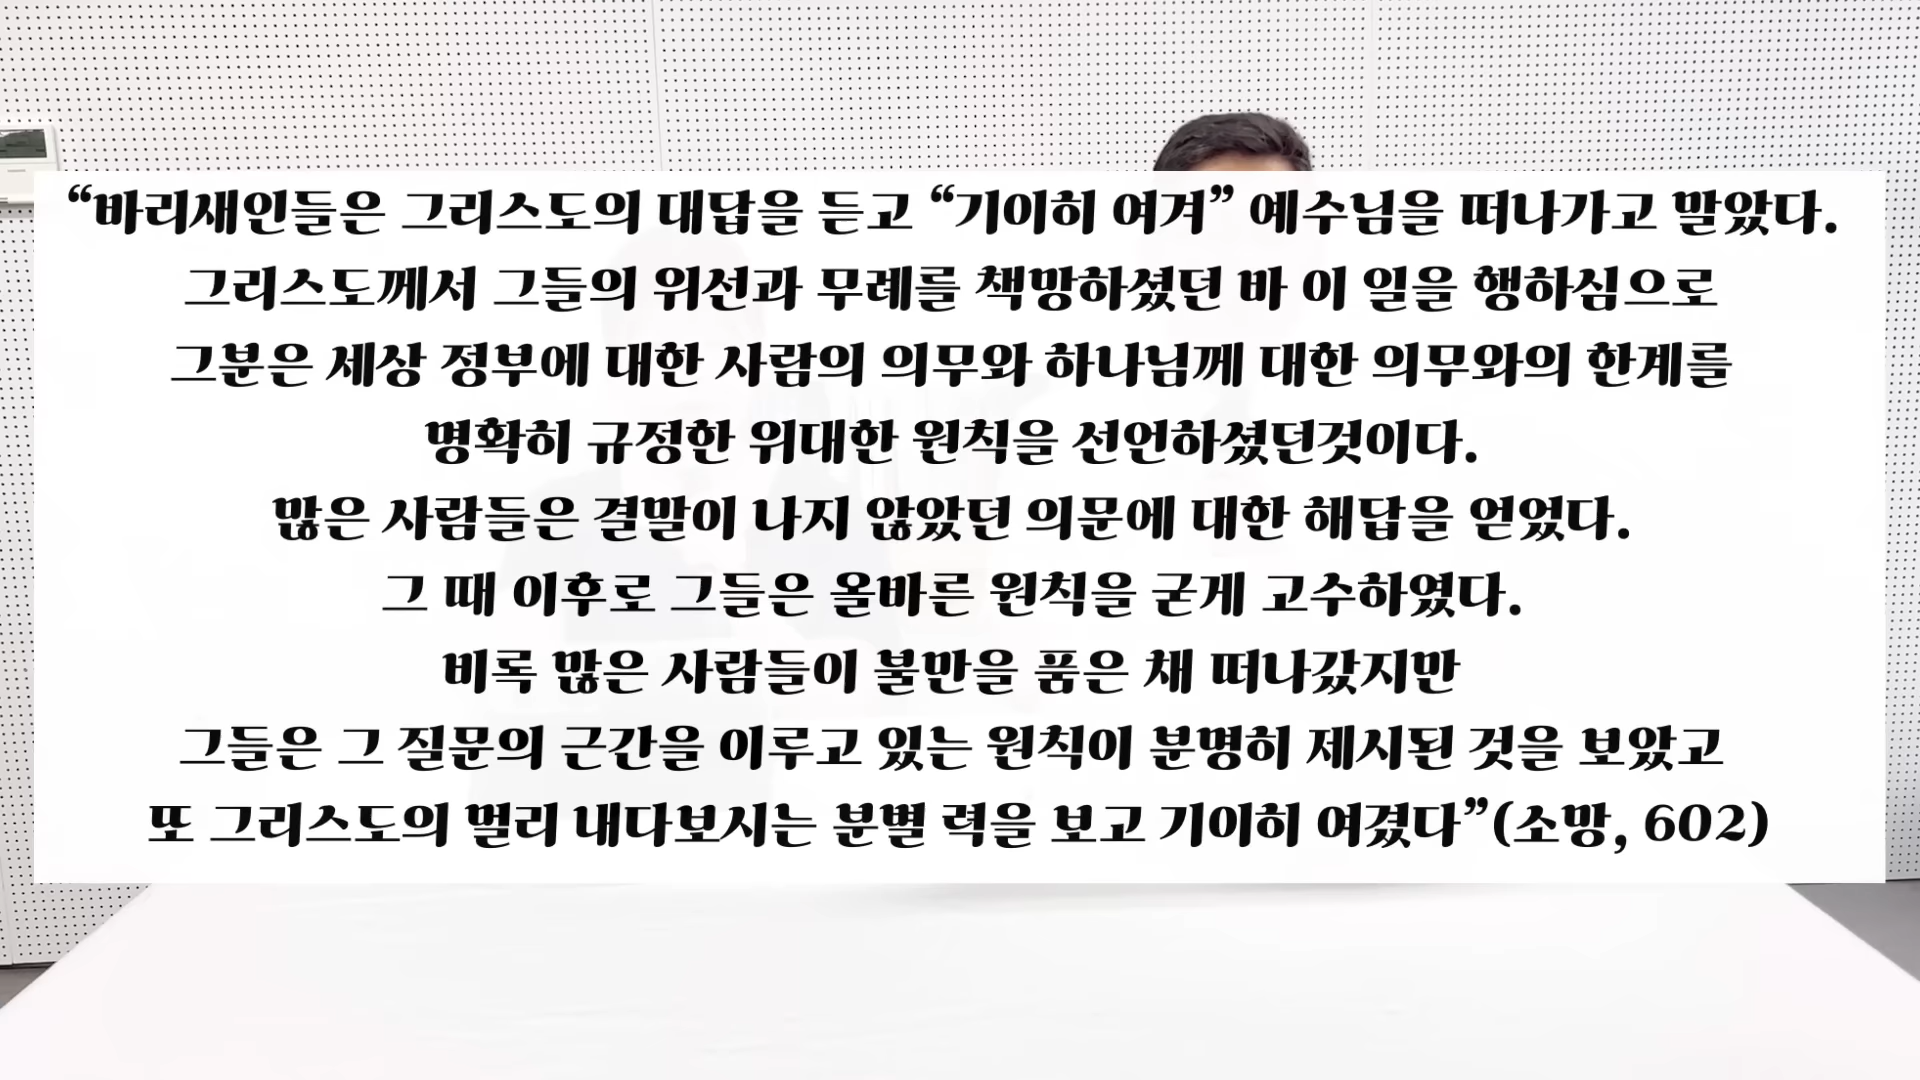 “바리새인들은 그리스도의 대답을 듣고 “기이히 여겨” 예수님을 떠나가고 말았다.
그리스도께서 그들의 위선과 무례를 책망하셨던 바 이 일을 행하심으로
그분은 세상 정부에 대한 사람의 의무와 하나님께 대한 의무와의 한계를
명확히 규정한 위대한 원칙을 선언하셨던것이다.
많은 사람들은 결말이 나지 않았던 의문에 대한 해답을 얻었다.
그 때 이후로 그들은 올바른 원칙을 굳게 고수하였다.
비록 많은 사람들이 불만을 품은 채 떠나갔지만
그들은 그 질문의 근간을 이루고 있는 원칙이 분명히 제시된 것을 보았고
또 그리스도의 멀리 내다보시는 분별 력을 보고 기이히 여겼다”(소망, 602)